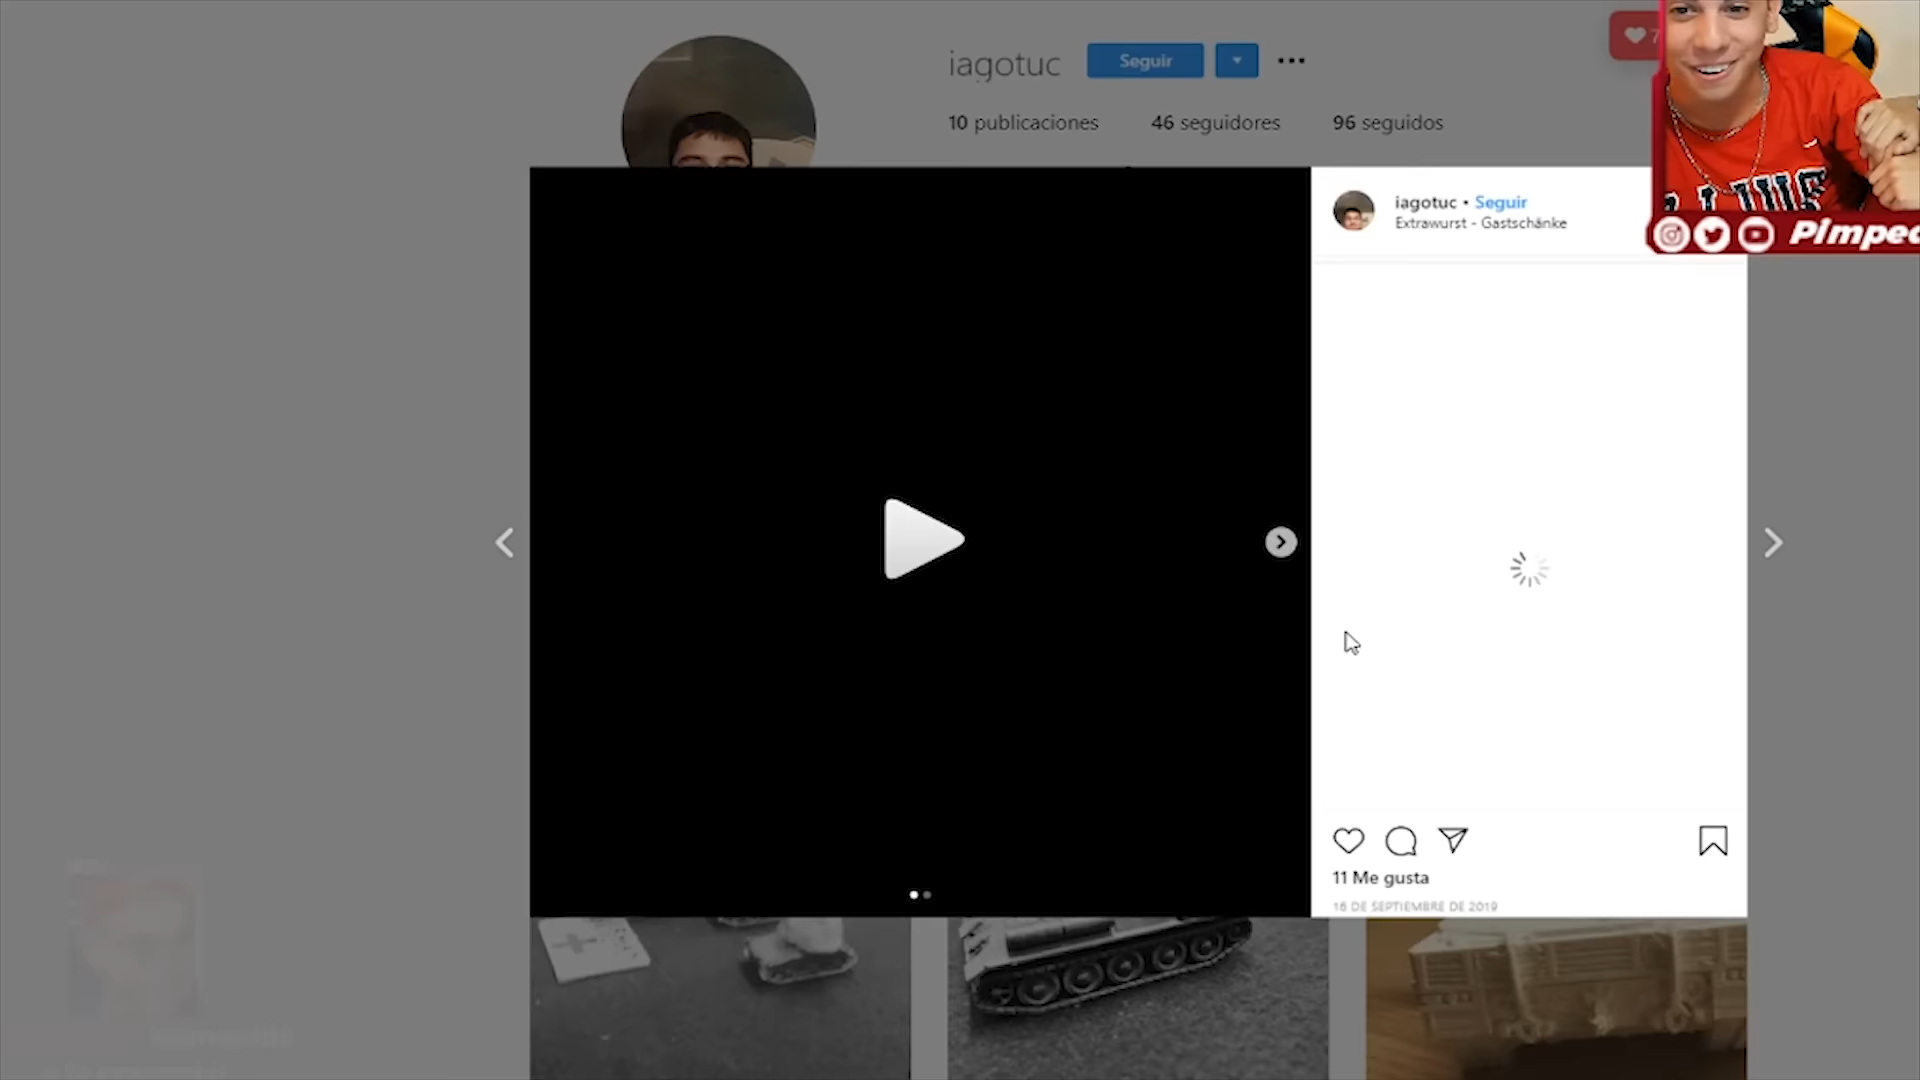 iagotuc
Seguir
10 publicaciones
46 seguidores
96 seguidos
iagotuc • Seguir
Extrawurst - Gastschänke
11 Me gusta
16 DE SEPTIEMBRE DE 2019